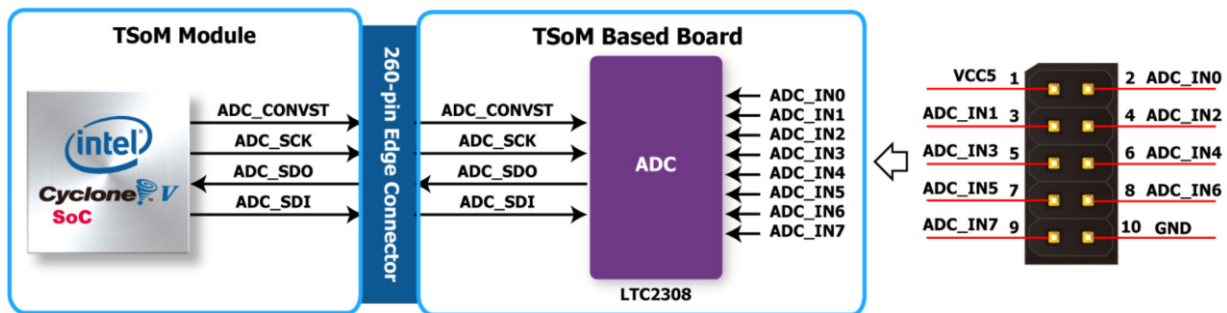 TSoM Module
intel
Cyclone V
SoC
ADC_CONVST
ADC_SCK
ADC_SDO
ADC_SDI
260-pin Edge Connector
TSoM Based Board
ADC_CONVST
ADC_SCK
ADC_SDO
ADC_SDI
ADC
LTC2308
ADC_IN0
ADC_IN1
ADC_IN2
ADC_IN3
ADC_IN4
ADC_IN5
ADC_IN6
ADC_IN7
VCC5 1 2 ADC_IN0
ADC_IN1 3 4 ADC_IN2
ADC_IN3 5 6 ADC_IN4
ADC_IN5 7 8 ADC_IN6
ADC_IN7 9 10 GND